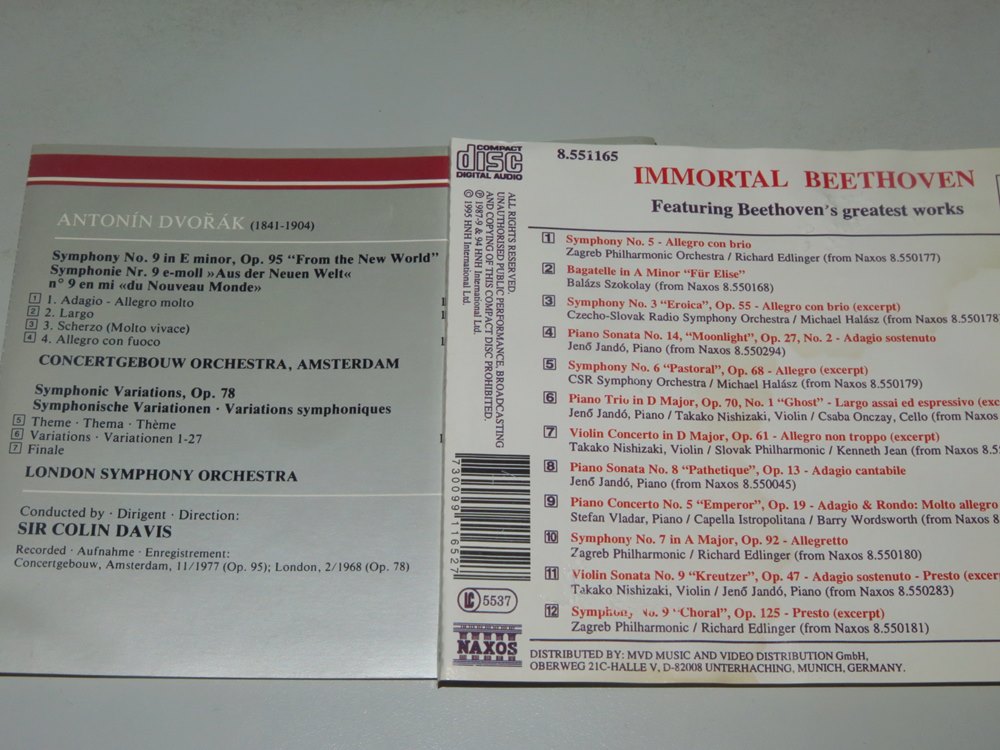 ANTONÍN DVOŘÁK (1841-1904)
Symphony No. 9 in E minor, Op. 95 “From the New World”
Symphonie Nr. 9 e-moll »Aus der Neuen Welt«
n° 9 en mi «du Nouveau Monde»
1 1. Adagio - Allegro molto
2 2. Largo
3 3. Scherzo (Molto vivace)
4 4. Allegro con fuoco
CONCERTGEBOUW ORCHESTRA, AMSTERDAM
Symphonic Variations, Op. 78
Symphonische Variationen · Variations symphoniques
5 Theme · Thema · Thème
6 Variations · Variationen 1-27
7 Finale
LONDON SYMPHONY ORCHESTRA
Conducted by · Dirigent · Direction:
SIR COLIN DAVIS
Recorded · Aufnahme · Enregistrement:
Concertgebouw, Amsterdam, 11/1977 (Op. 95); London, 2/1968 (Op. 78)
COMPACT
disc
DIGITAL AUDIO
ALL RIGHTS RESERVED.
UNAUTHORISED PUBLIC PERFORMANCE, BROADCASTING
AND COPYING OF THIS COMPACT DISC PROHIBITED.
℗ 1987-9 & 94 HNH International Ltd.
© 1995 HNH International Ltd.
7 30099 11652 7
LC 5537
NAXOS
8.551165
IMMORTAL BEETHOVEN
Featuring Beethoven's greatest works
1 Symphony No. 5 - Allegro con brio
Zagreb Philharmonic Orchestra / Richard Edlinger (from Naxos 8.550177)
2 Bagatelle in A Minor “Für Elise”
Balázs Szokolay (from Naxos 8.550168)
3 Symphony No. 3 “Eroica”, Op. 55 - Allegro con brio (excerpt)
Czecho-Slovak Radio Symphony Orchestra / Michael Halász (from Naxos 8.550178
4 Piano Sonata No. 14, “Moonlight”, Op. 27, No. 2 - Adagio sostenuto
Jenő Jandó, Piano (from Naxos 8.550294)
5 Symphony No. 6 “Pastoral”, Op. 68 - Allegro (excerpt)
CSR Symphony Orchestra / Michael Halász (from Naxos 8.550179)
6 Piano Trio in D Major, Op. 70, No. 1 “Ghost” - Largo assai ed espressivo (exc
Jenő Jandó, Piano / Takako Nishizaki, Violin / Csaba Onczay, Cello (from Naxos
7 Violin Concerto in D Major, Op. 61 - Allegro non troppo (excerpt)
Takako Nishizaki, Violin / Slovak Philharmonic / Kenneth Jean (from Naxos 8.5
8 Piano Sonata No. 8 “Pathetique”, Op. 13 - Adagio cantabile
Jenő Jandó, Piano (from Naxos 8.550045)
9 Piano Concerto No. 5 “Emperor”, Op. 19 - Adagio & Rondo: Molto allegro
Stefan Vladar, Piano / Capella Istropolitana / Barry Wordsworth (from Naxos 8
10 Symphony No. 7 in A Major, Op. 92 - Allegretto
Zagreb Philharmonic / Richard Edlinger (from Naxos 8.550180)
11 Violin Sonata No. 9 “Kreutzer”, Op. 47 - Adagio sostenuto - Presto (excerp
Takako Nishizaki, Violin / Jenő Jandó, Piano (from Naxos 8.550283)
12 Symphony No. 9 “Choral”, Op. 125 - Presto (excerpt)
Zagreb Philharmonic / Richard Edlinger (from Naxos 8.550181)
DISTRIBUTED BY: MVD MUSIC AND VIDEO DISTRIBUTION GmbH,
OBERWEG 21C-HALLE V, D-82008 UNTERHACHING, MUNICH, GERMANY.